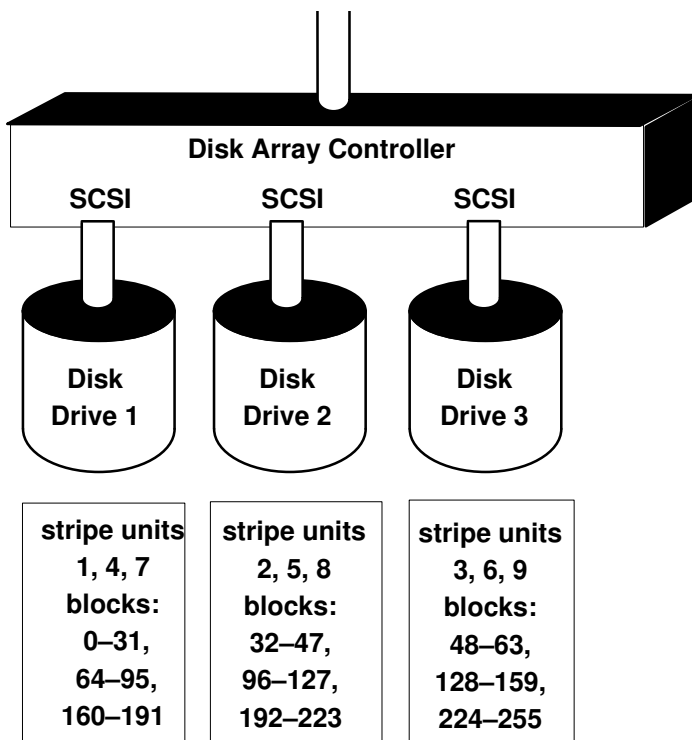 Disk Array Controller
SCSI
SCSI
SCSI
Disk
Drive 1
Disk
Drive 2
Disk
Drive 3
stripe units
1, 4, 7
blocks:
0–31,
64–95,
160–191
stripe units
2, 5, 8
blocks:
32–47,
96–127,
192–223
stripe units
3, 6, 9
blocks:
48–63,
128–159,
224–255